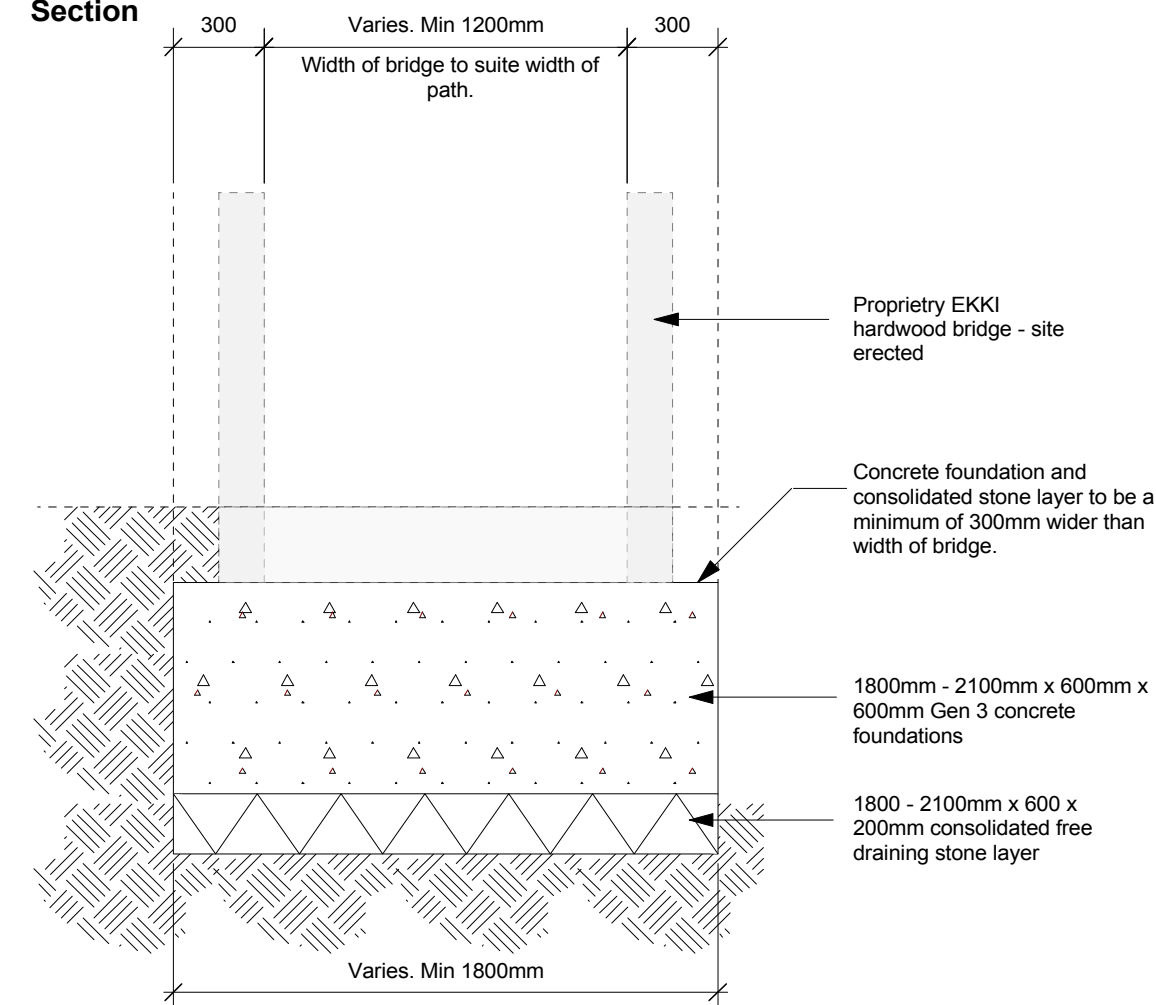 Section
300
Varies. Min 1200mm
300
Width of bridge to suite width of
path.
Proprietry EKKI
hardwood bridge - site
erected
Concrete foundation and
consolidated stone layer to be a
minimum of 300mm wider than
width of bridge.
1800mm - 2100mm x 600mm x
600mm Gen 3 concrete
foundations
1800 - 2100mm x 600 x
200mm consolidated free
draining stone layer
Varies. Min 1800mm